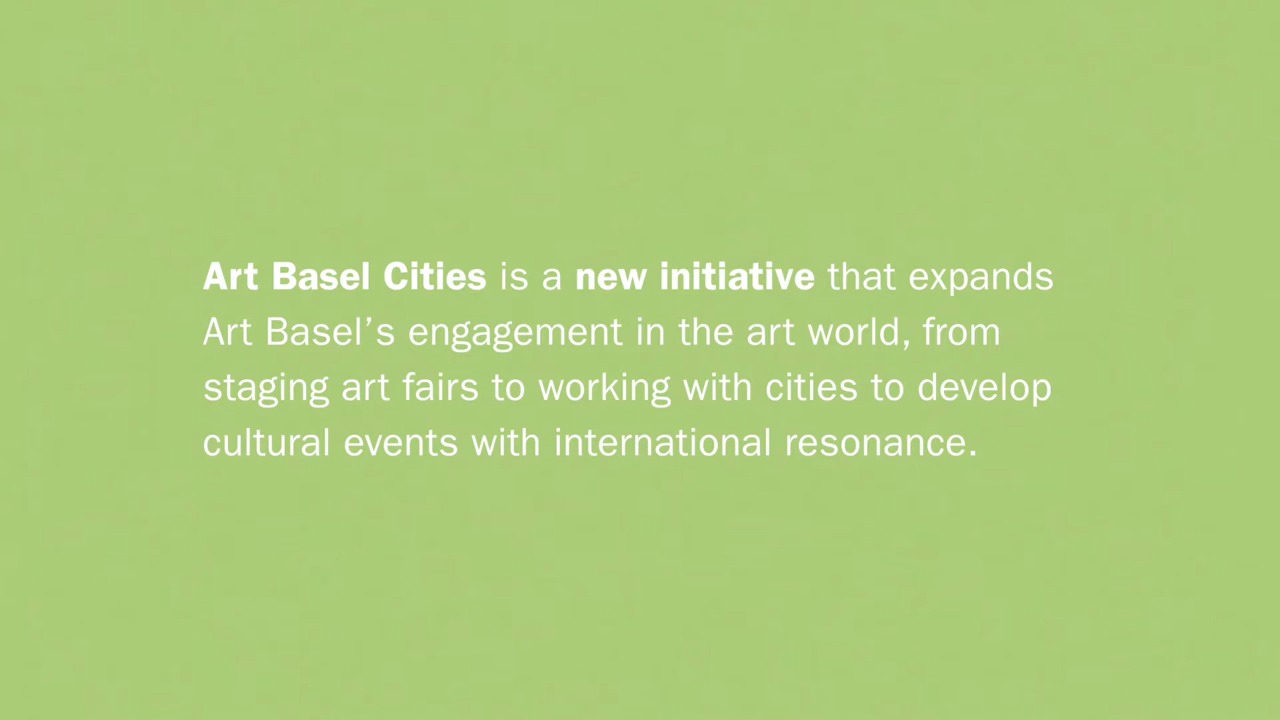 Art Basel Cities is a new initiative that expands
Art Basel’s engagement in the art world, from
staging art fairs to working with cities to develop
cultural events with international resonance.